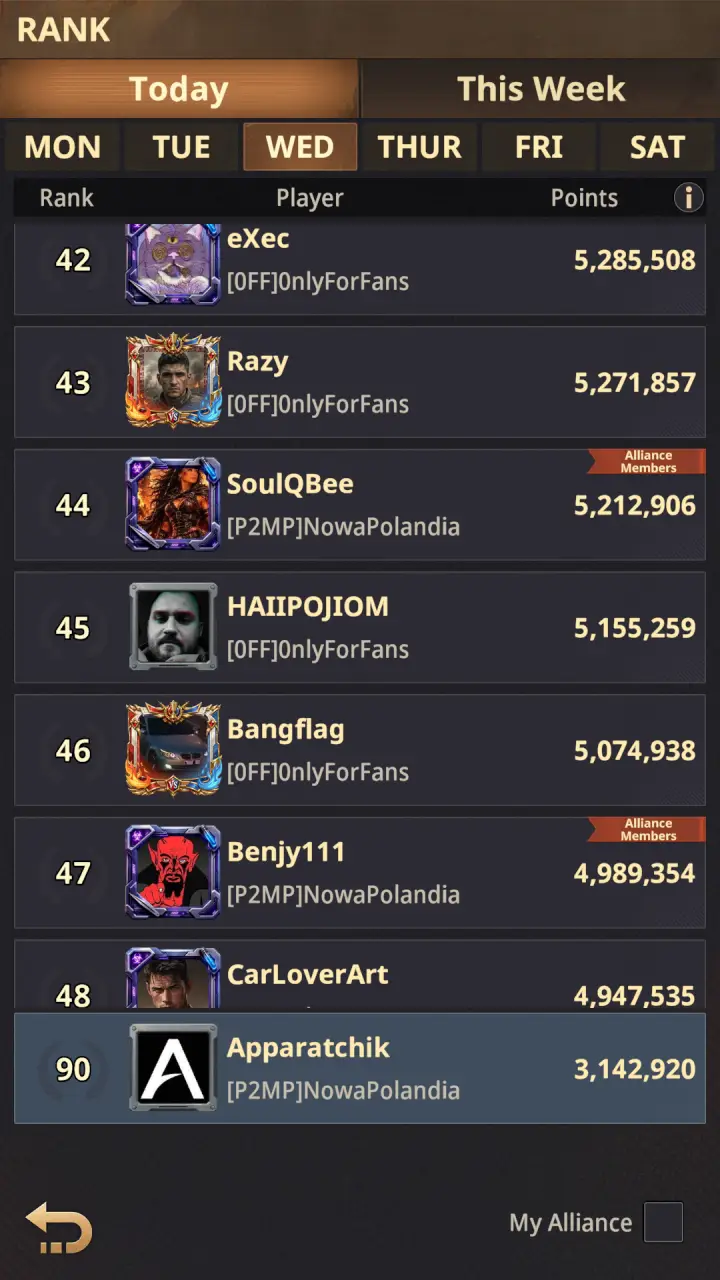 RANK
Today
This Week
MON TUE WED THUR FRI SAT
Rank Player Points i
42
eXec
[0FF]0nlyForFans
5,285,508
43
Razy
[0FF]0nlyForFans
5,271,857
Alliance
Members
44
SoulQBee
[P2MP]NowaPolandia
5,212,906
45
HAIIPOJIOM
[0FF]0nlyForFans
5,155,259
46
Bangflag
[0FF]0nlyForFans
5,074,938
Alliance
Members
47
Benjy111
[P2MP]NowaPolandia
4,989,354
48
CarLoverArt
4,947,535
90
Apparatchik
[P2MP]NowaPolandia
3,142,920
My Alliance